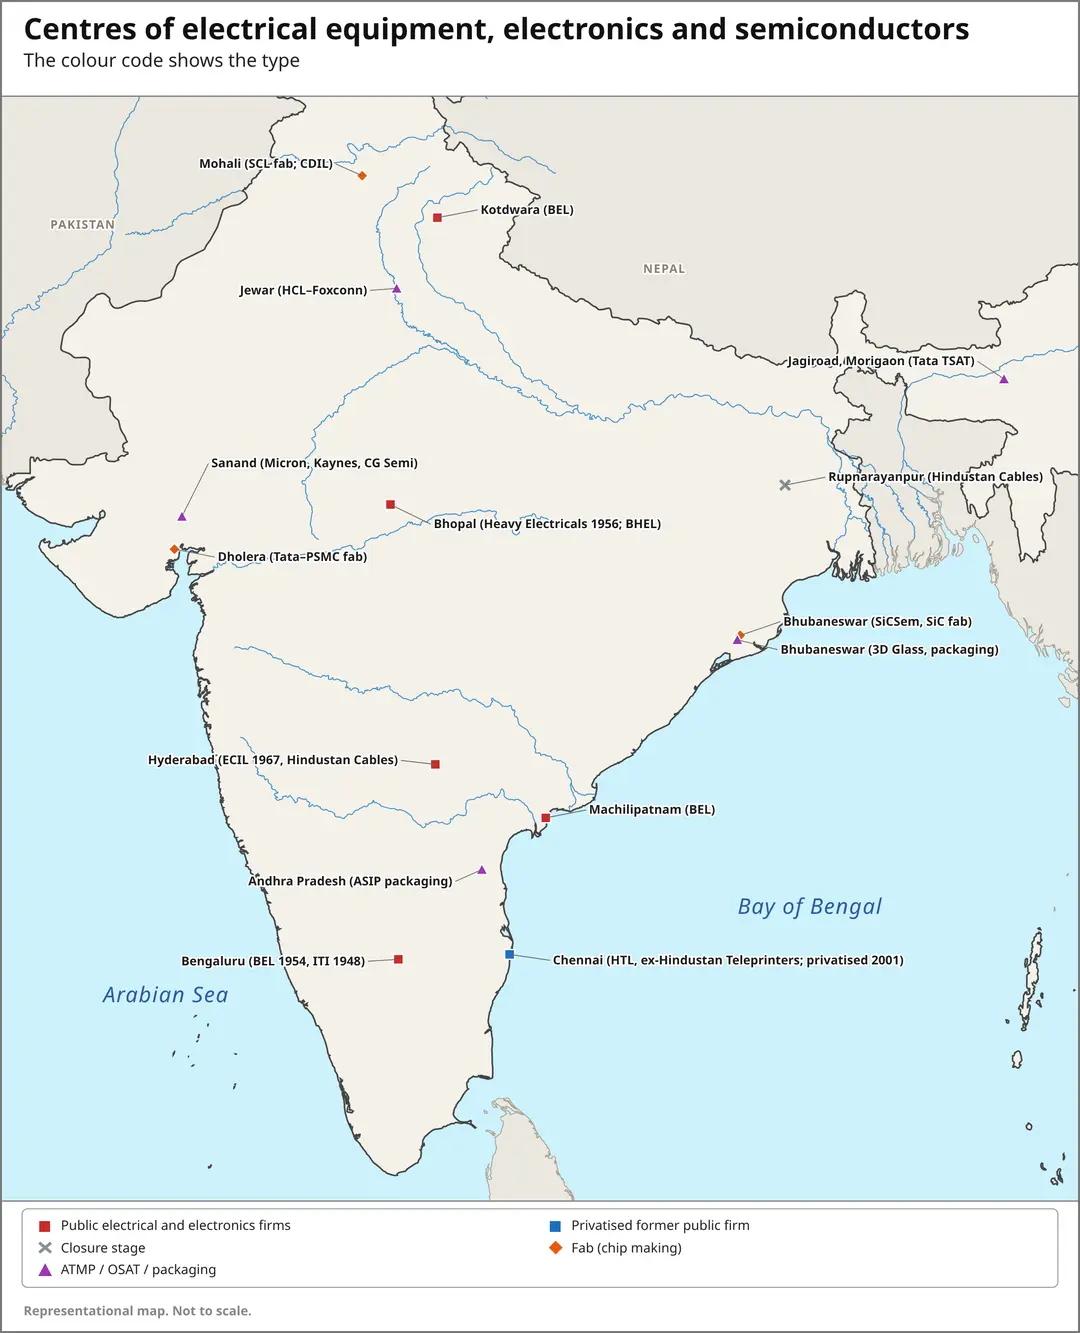 Centres of electrical equipment, electronics and semiconductors
The colour code shows the type
Mohali (SCL fab; CDIL)
Kotdwara (BEL)
PAKISTAN
NEPAL
Jewar (HCL–Foxconn)
Jagiroad, Morigaon (Tata TSAT)
Sanand (Micron, Kaynes, CG Semi)
Rupnarayanpur (Hindustan Cables)
Bhopal (Heavy Electricals 1956; BHEL)
Dholera (Tata–PSMC fab)
Bhubaneswar (SiCSem, SiC fab)
Bhubaneswar (3D Glass, packaging)
Hyderabad (ECIL 1967, Hindustan Cables)
Machilipatnam (BEL)
Andhra Pradesh (ASIP packaging)
Bay of Bengal
Bengaluru (BEL 1954, ITI 1948)
Chennai (HTL, ex-Hindustan Teleprinters; privatised 2001)
Arabian Sea
Public electrical and electronics firms
Privatised former public firm
Closure stage
Fab (chip making)
ATMP / OSAT / packaging
Representational map. Not to scale.